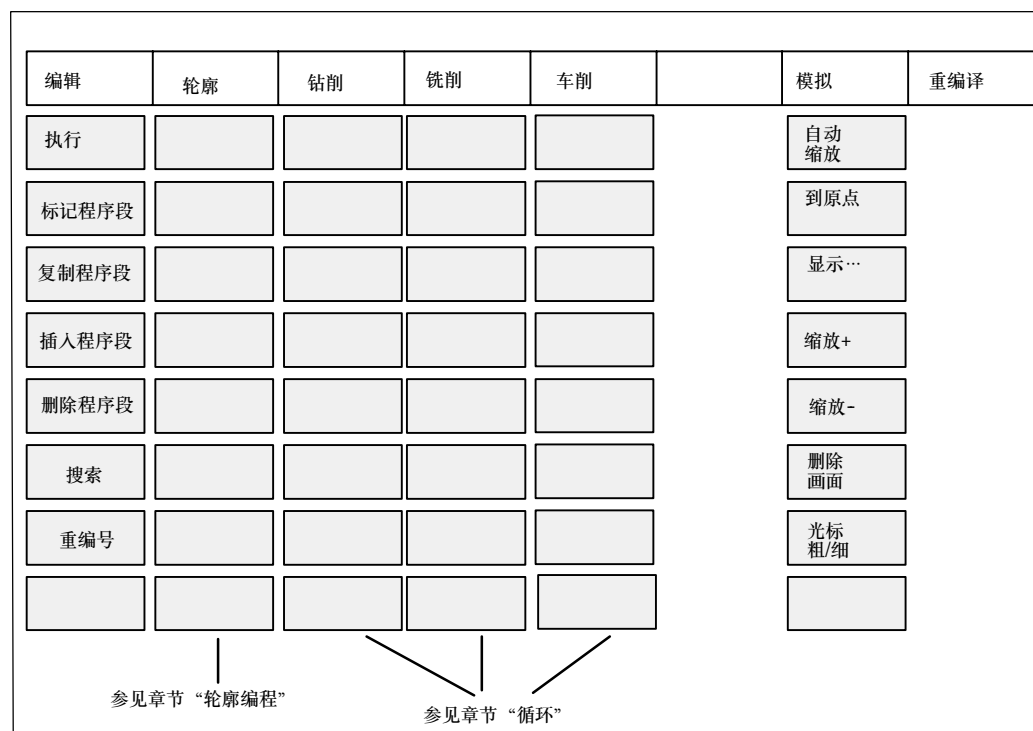 编辑 轮廓 钻削 铣削 车削 模拟 重编译
执行
自动
缩放
标记程序段
到原点
复制程序段
显示…
插入程序段
缩放+
删除程序段
缩放-
搜索
删除
画面
重编号
光标
粗/细
参见章节“轮廓编程”
参见章节“循环”